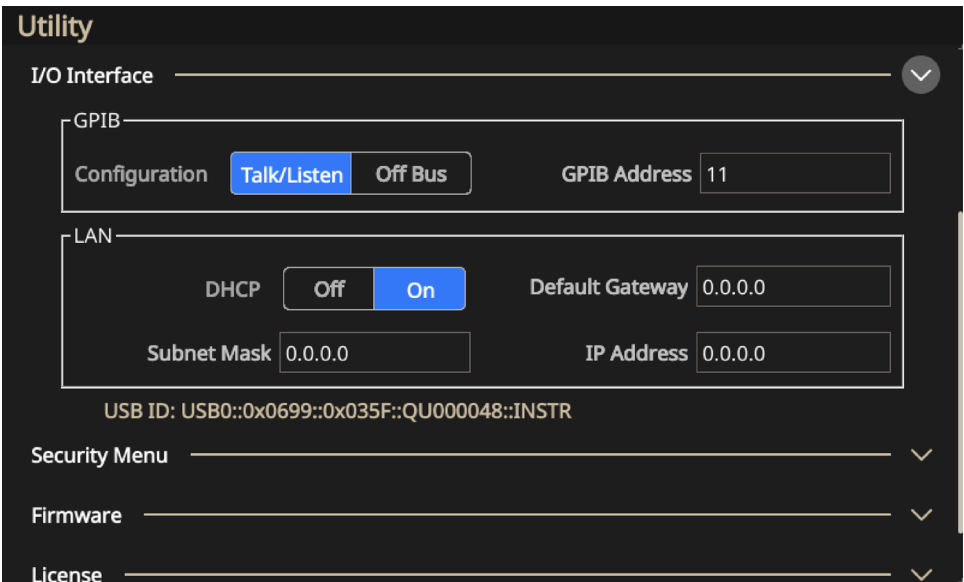 Utility
I/O Interface
GPIB
Configuration Talk/Listen Off Bus GPIB Address 11
LAN
DHCP Off On Default Gateway 0.0.0.0
Subnet Mask 0.0.0.0 IP Address 0.0.0.0
USB ID: USB0::0x0699::0x035F::QU000048::INSTR
Security Menu
Firmware
License